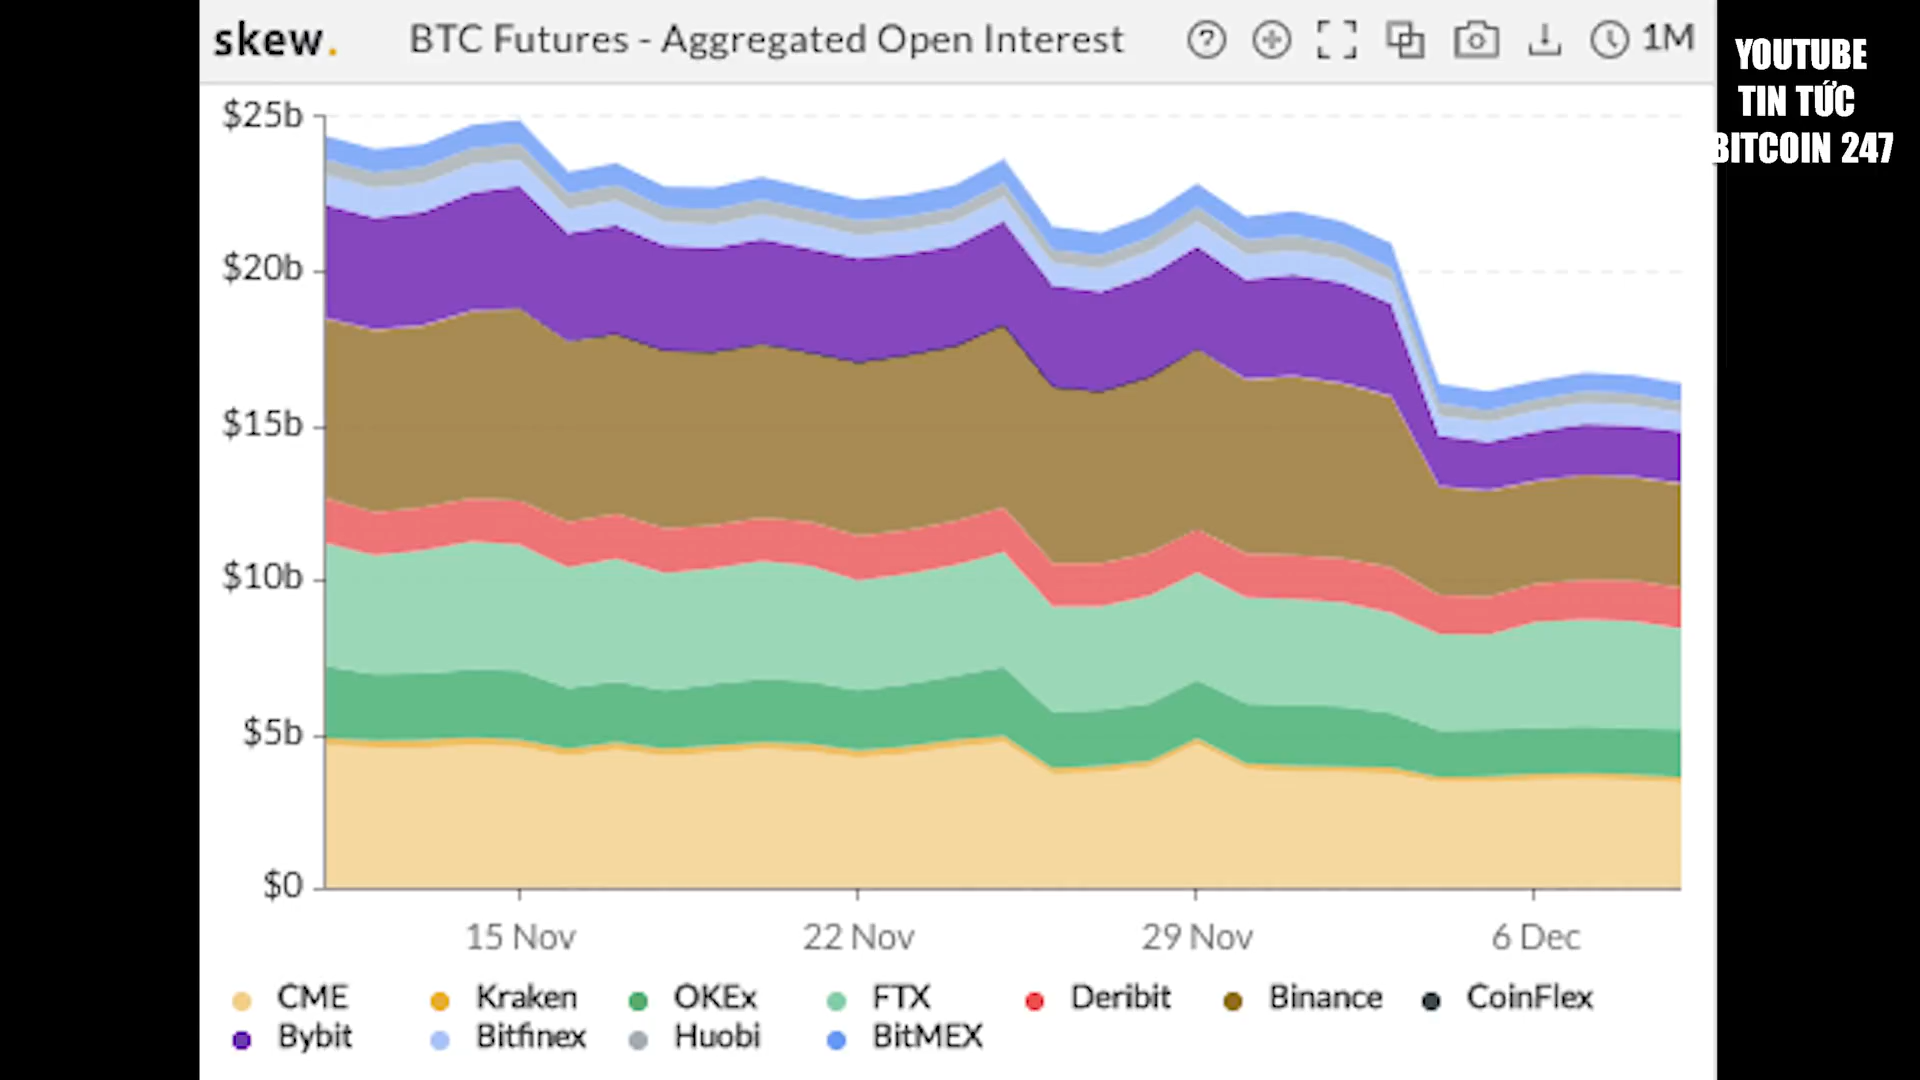 skew.
BTC Futures - Aggregated Open Interest
1M
YOUTUBE
TIN TỨC
BITCOIN 247
$25b
$20b
$15b
$10b
$5b
$0
15 Nov
22 Nov
29 Nov
6 Dec
CME
Kraken
OKEx
FTX
Deribit
Binance
CoinFlex
Bybit
Bitfinex
Huobi
BitMEX